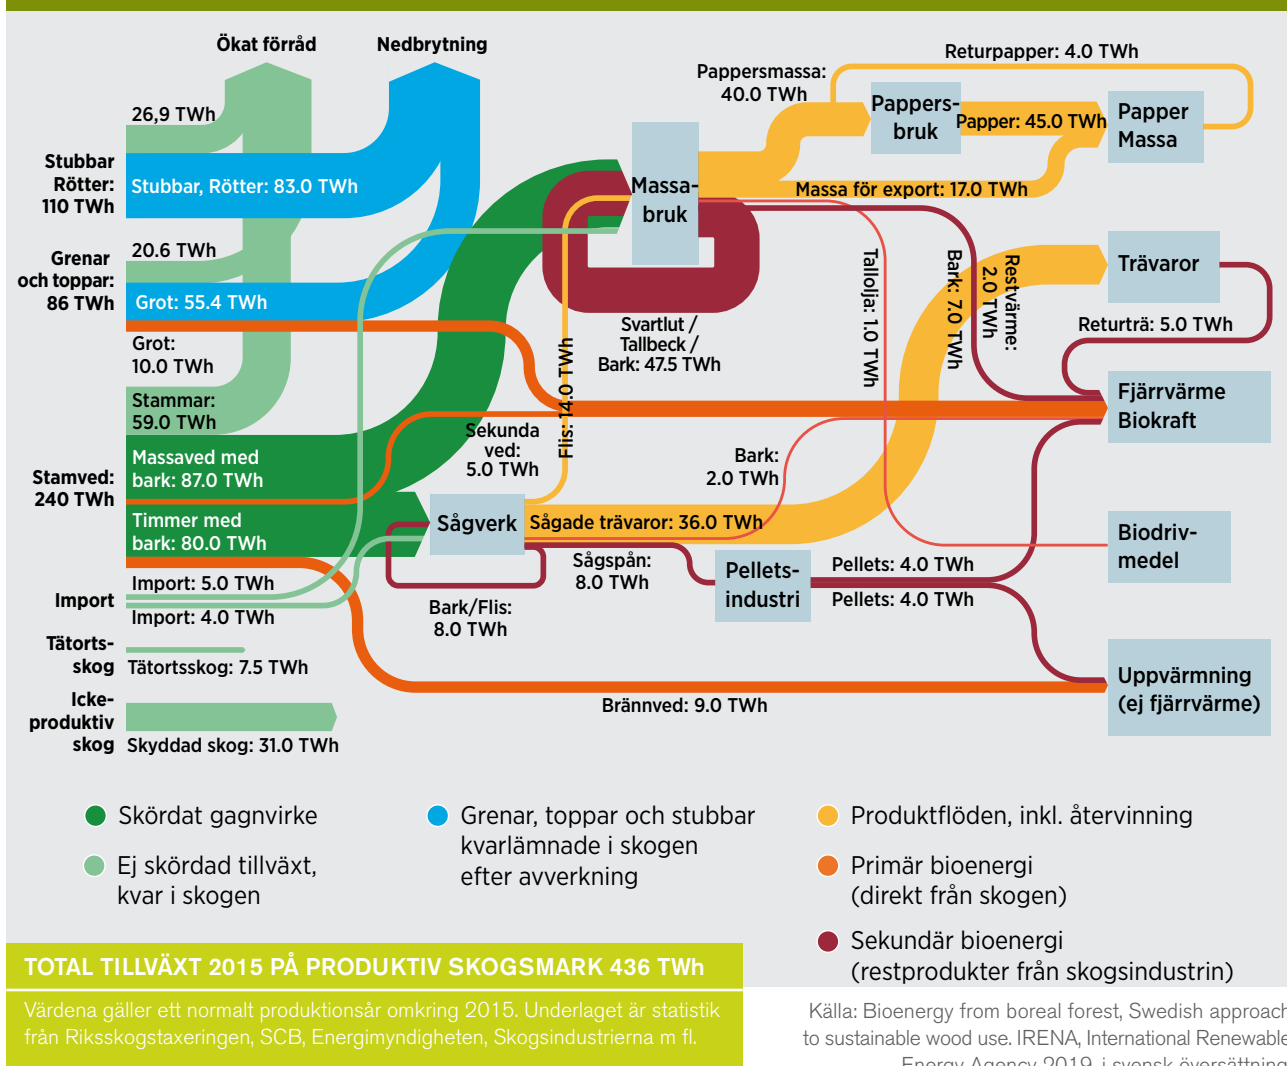 Ökat förråd
Nedbrytning
26,9 TWh
Stubbar
Rötter:
110 TWh
Stubbar, Rötter: 83.0 TWh
20.6 TWh
Grenar
och toppar:
86 TWh
Grot: 55.4 TWh
Grot:
10.0 TWh
Stammar:
59.0 TWh
Massaved med
bark: 87.0 TWh
Stamved:
240 TWh
Timmer med
bark: 80.0 TWh
Import
Import: 5.0 TWh
Import: 4.0 TWh
Tätorts-
skog
Tätortsskog: 7.5 TWh
Icke-
produktiv
skog
Skyddad skog: 31.0 TWh
Returpapper: 4.0 TWh
Pappersmassa:
40.0 TWh
Pappers-
bruk
Papper: 45.0 TWh
Papper
Massa
Massa-
bruk
Massa för export: 17.0 TWh
Svartlut /
Tallbeck /
Bark: 47.5 TWh
Flis: 14.0 TWh
Tallolja: 1.0 TWh
Bark: 7.0 TWh
Restvärme:
2.0 TWh
Trävaror
Returträ: 5.0 TWh
Fjärrvärme
Biokraft
Sekunda
ved:
5.0 TWh
Bark:
2.0 TWh
Sågverk
Sågade trävaror: 36.0 TWh
Sågspån:
8.0 TWh
Bark/Flis:
8.0 TWh
Pellets-
industri
Pellets: 4.0 TWh
Pellets: 4.0 TWh
Biodriv-
medel
Uppvärmning
(ej fjärrvärme)
Brännved: 9.0 TWh
Skördat gagnvirke
Ej skördad tillväxt,
kvar i skogen
Grenar, toppar och stubbar
kvarlämnade i skogen
efter avverkning
Produktflöden, inkl. återvinning
Primär bioenergi
(direkt från skogen)
Sekundär bioenergi
(restprodukter från skogsindustrin)
TOTAL TILLVÄXT 2015 PÅ PRODUKTIV SKOGSMARK 436 TWh
Värdena gäller ett normalt produktionsår omkring 2015. Underlaget är statistik
från Riksskogstaxeringen, SCB, Energimyndigheten, Skogsindustrierna m fl.
Källa: Bioenergy from boreal forest, Swedish approach
to sustainable wood use. IRENA, International Renewable
Energy Agency 2019, i svensk översättning